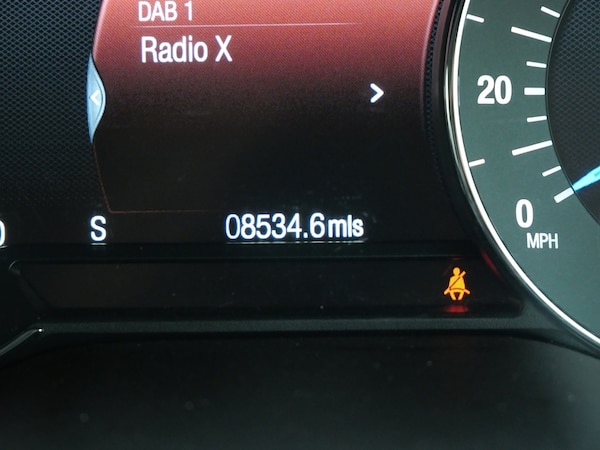 DAB 1
Radio X
20
S
08534.6mls
0
MPH